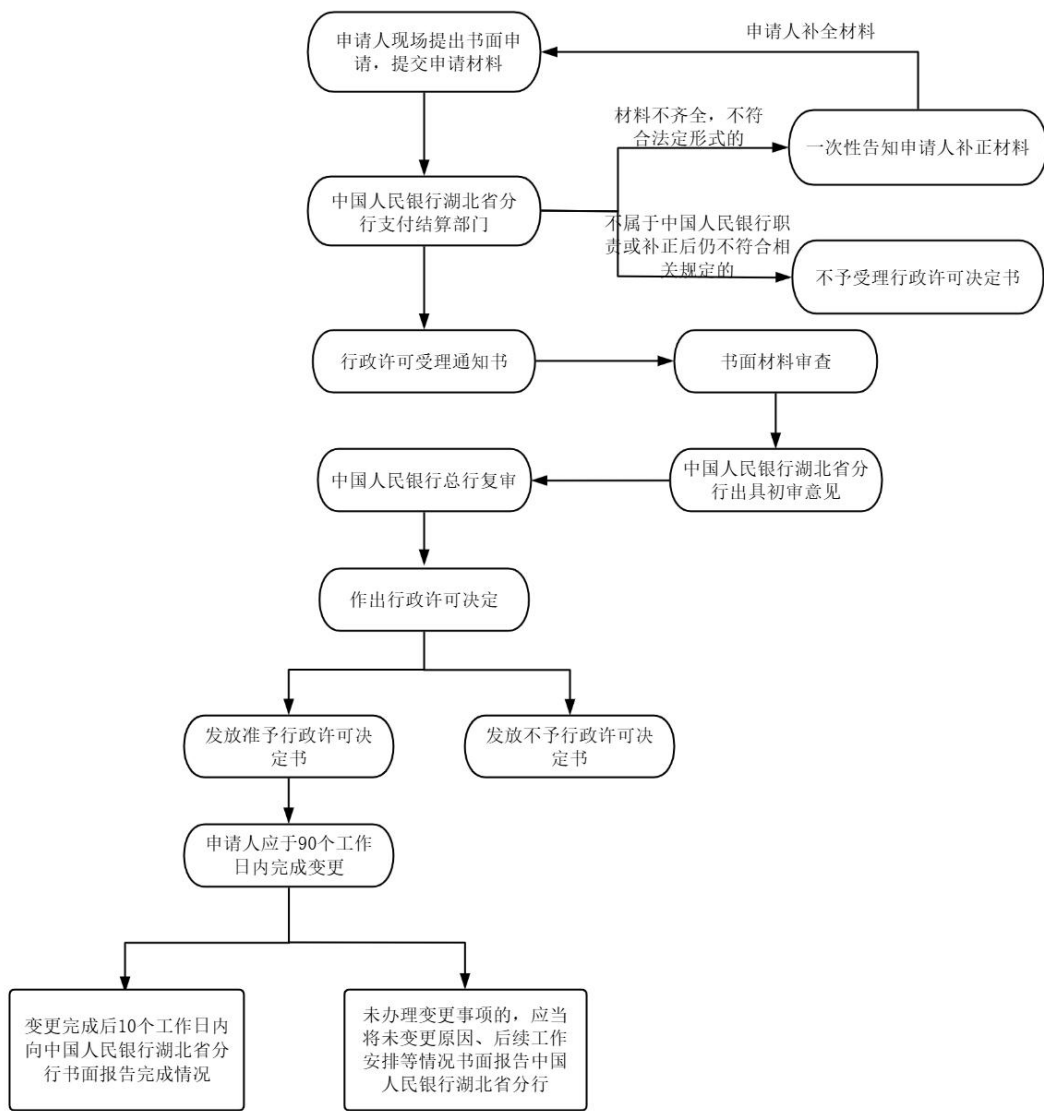 申请人现场提出书面申
请，提交申请材料
申请人补全材料
材料不齐全，不符
合法定形式的
一次性告知申请人补正材料
中国人民银行湖北省分
行支付结算部门
不属于中国人民银行职
责或补正后仍不符合相
关规定的
不予受理行政许可决定书
行政许可受理通知书
书面材料审查
中国人民银行总行复审
中国人民银行湖北省分
行出具初审意见
作出行政许可决定
发放准予行政许可决
定书
发放不予行政许可决
定书
申请人应于90个工作
日内完成变更
变更完成后10个工作日内
向中国人民银行湖北省分
行书面报告完成情况
未办理变更事项的，应当
将未变更原因、后续工作
安排等情况书面报告中国
人民银行湖北省分行